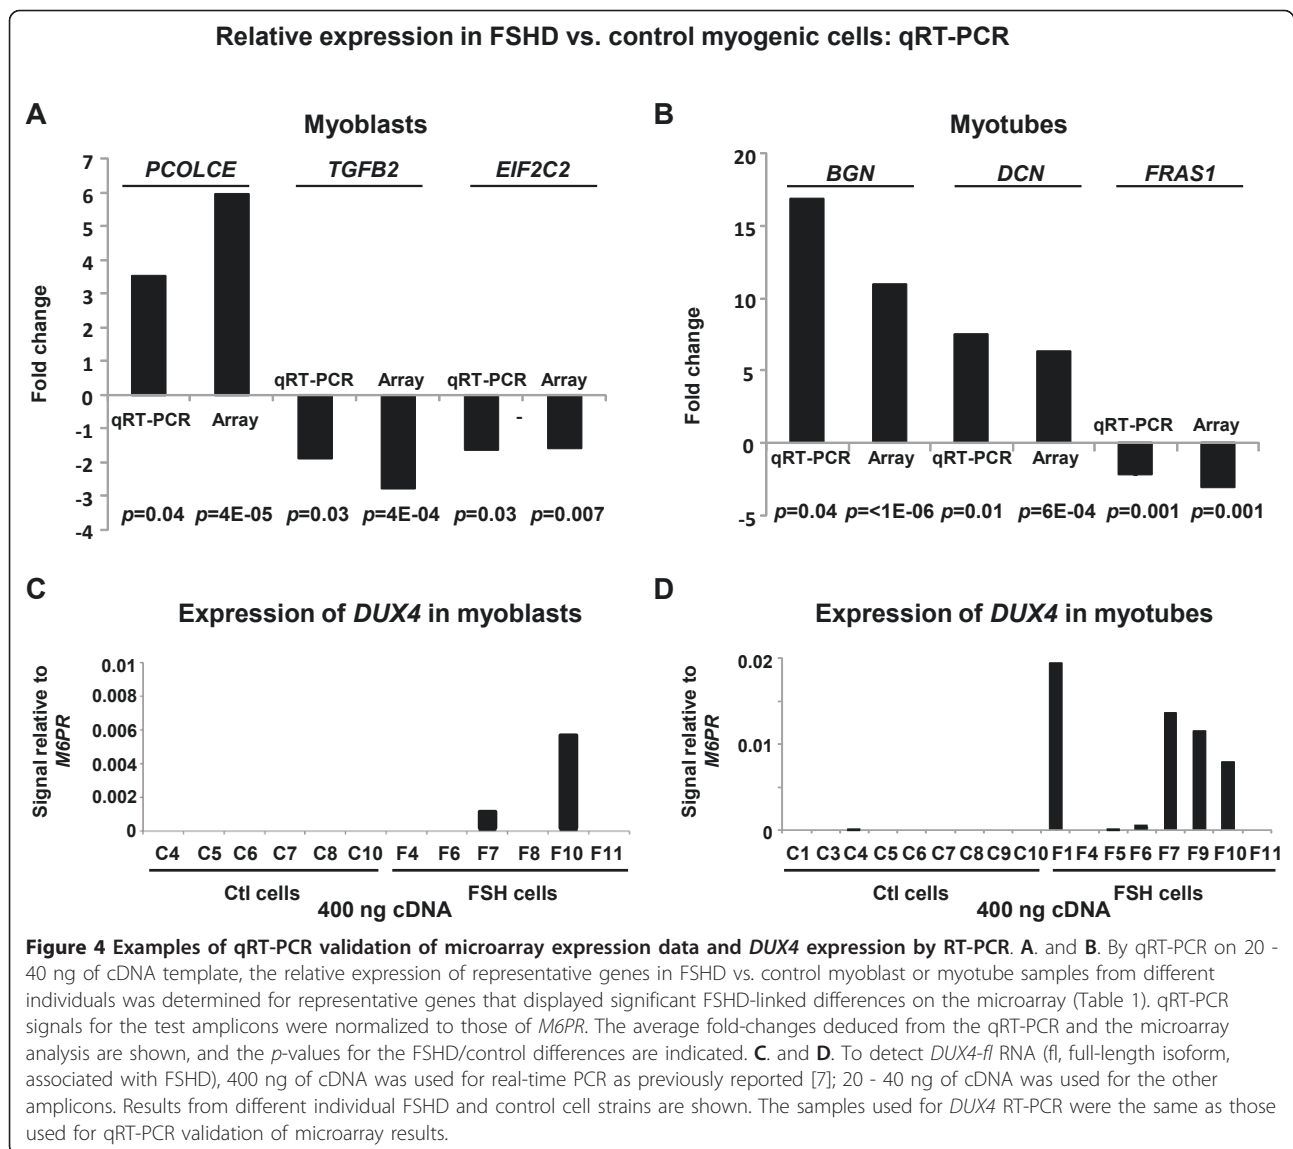 Relative expression in FSHD vs. control myogenic cells: qRT-PCR
A
Myoblasts
PCOLCE TGFB2 EIF2C2
Fold change
7
6
5
4
3
2
1
0
-1
-2
-3
-4
qRT-PCR Array qRT-PCR Array qRT-PCR Array
-
p=0.04 p=4E-05 p=0.03 p=4E-04 p=0.03 p=0.007
B
Myotubes
BGN DCN FRAS1
Fold change
20
15
10
5
0
-5
qRT-PCR Array qRT-PCR Array qRT-PCR Array
p=0.04 p=<1E-06 p=0.01 p=6E-04 p=0.001 p=0.001
C
Expression of DUX4 in myoblasts
Signal relative to
M6PR
0.01
0.008
0.006
0.004
0.002
0
C4 C5 C6 C7 C8 C10 F4 F6 F7 F8 F10 F11
Ctl cells FSH cells
400 ng cDNA
D
Expression of DUX4 in myotubes
Signal relative to
M6PR
0.02
0.01
0
C1 C3 C4 C5 C6 C7 C8 C9 C10 F1 F4 F5 F6 F7 F9 F10 F11
Ctl cells FSH cells
400 ng cDNA
Figure 4 Examples of qRT-PCR validation of microarray expression data and DUX4 expression by RT-PCR. A. and B. By qRT-PCR on 20 -
40 ng of cDNA template, the relative expression of representative genes in FSHD vs. control myoblast or myotube samples from different
individuals was determined for representative genes that displayed significant FSHD-linked differences on the microarray (Table 1). qRT-PCR
signals for the test amplicons were normalized to those of M6PR. The average fold-changes deduced from the qRT-PCR and the microarray
analysis are shown, and the p-values for the FSHD/control differences are indicated. C. and D. To detect DUX4-fl RNA (fl, full-length isoform,
associated with FSHD), 400 ng of cDNA was used for real-time PCR as previously reported [7]; 20 - 40 ng of cDNA was used for the other
amplicons. Results from different individual FSHD and control cell strains are shown. The samples used for DUX4 RT-PCR were the same as those
used for qRT-PCR validation of microarray results.